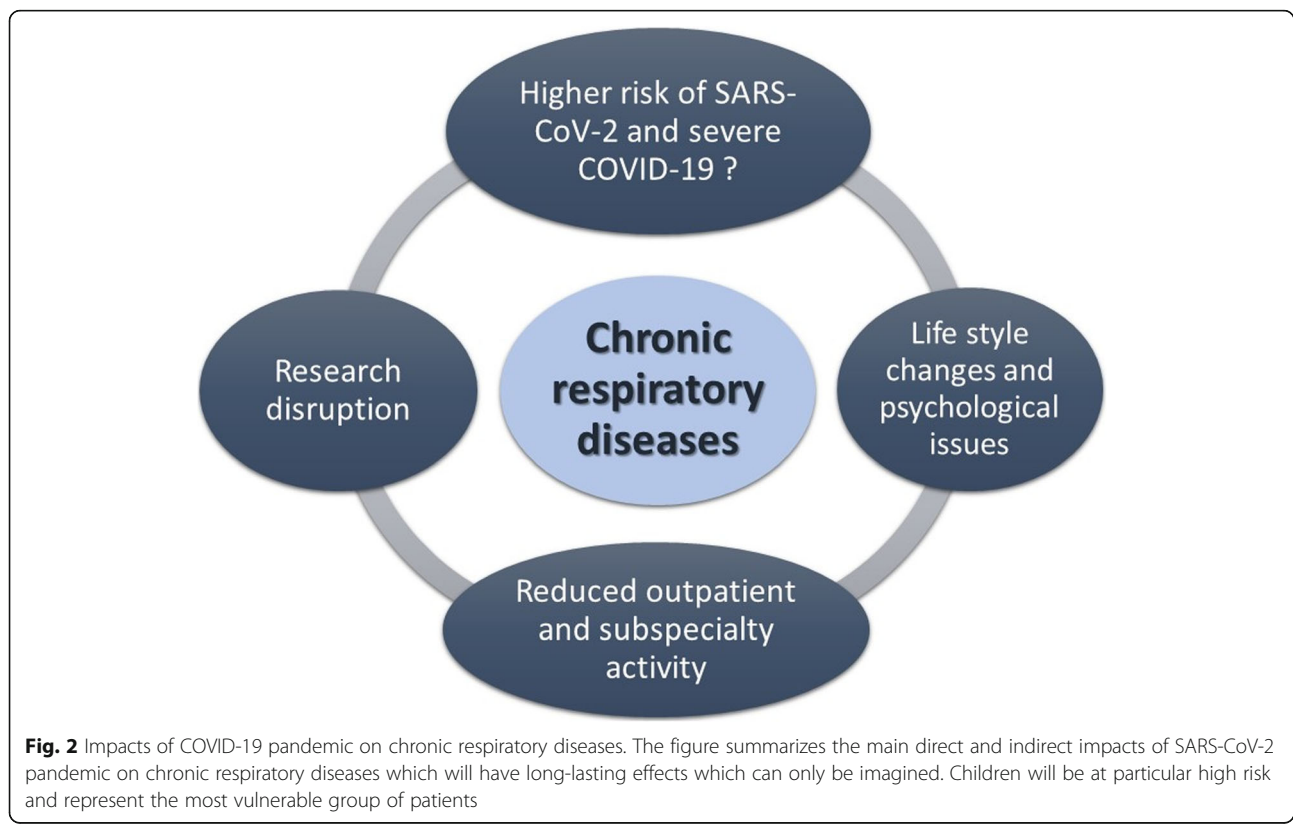 Higher risk of SARS-
CoV-2 and severe
COVID-19 ?
Research
disruption
Chronic
respiratory
diseases
Life style
changes and
psychological
issues
Reduced outpatient
and subspecialty
activity
Fig. 2 Impacts of COVID-19 pandemic on chronic respiratory diseases. The figure summarizes the main direct and indirect impacts of SARS-CoV-2
pandemic on chronic respiratory diseases which will have long-lasting effects which can only be imagined. Children will be at particular high risk
and represent the most vulnerable group of patients